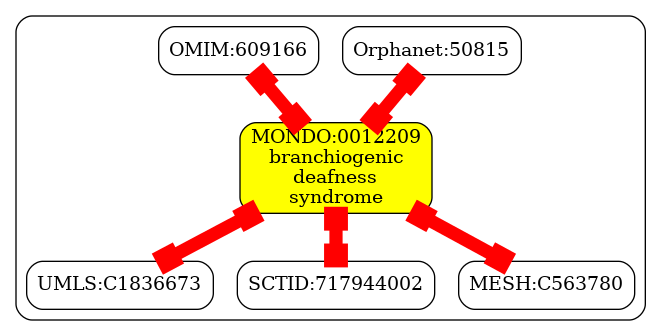 OMIM:609166
Orphanet:50815
MONDO:0012209
branchiogenic
deafness
syndrome
UMLS:C1836673
SCTID:717944002
MESH:C563780